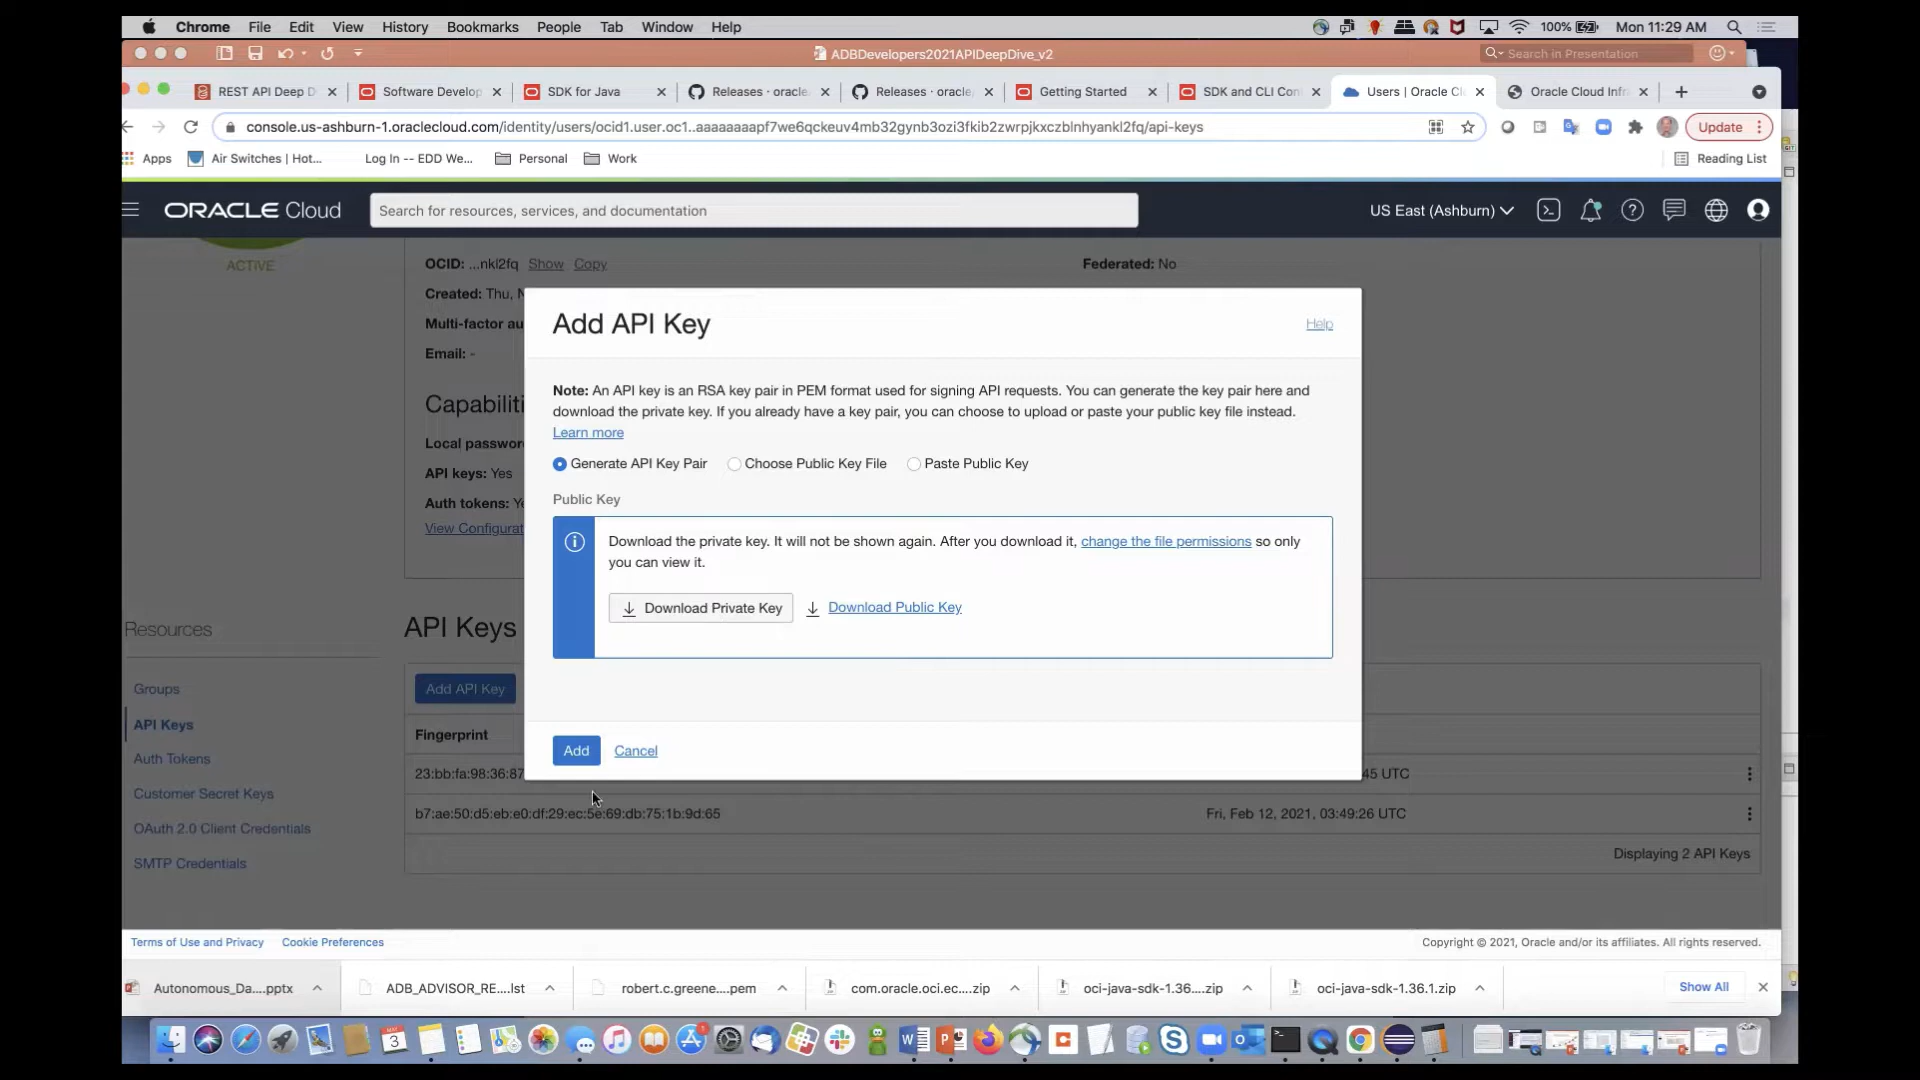 Chrome File Edit View History Bookmarks People Tab Window Help 100% Mon 11:29 AM
ADBDevelopers2021APIDeepDive_v2 Search in Presentation
REST API Deep D Software Develop SDK for Java Releases · oracle Releases · oracle, Getting Started SDK and CLI Con Users | Oracle Cl Oracle Cloud Infra
console.us-ashburn-1.oraclecloud.com/identity/users/ocid1.user.oc1..aaaaaaaapf7we6qckeuv4mb32gynb3ozi3fkib2zwrpjkxczblnhyankl2fq/api-keys Update
Apps Air Switches | Hot... Log In -- EDD We... Personal Work Reading List
ORACLE Cloud Search for resources, services, and documentation US East (Ashburn)
ACTIVE
OCID: ...nkl2fq Show Copy Federated: No
Created: Thu,
Multi-factor au
Email: -
Capabiliti
Local passwor
API keys: Yes
Auth tokens: Ye
View Configurat
Add API Key Help
Note: An API key is an RSA key pair in PEM format used for signing API requests. You can generate the key pair here and
download the private key. If you already have a key pair, you can choose to upload or paste your public key file instead.
Learn more
Generate API Key Pair Choose Public Key File Paste Public Key
Public Key
Download the private key. It will not be shown again. After you download it, change the file permissions so only
you can view it.
Download Private Key Download Public Key
Add Cancel
Resources
Groups
API Keys
Auth Tokens
Customer Secret Keys
OAuth 2.0 Client Credentials
SMTP Credentials
API Keys
Add API Key
Fingerprint
23:bb:fa:98:36:87 45 UTC
b7:ae:50:d5:eb:e0:df:29:ec:5e:69:db:75:1b:9d:65 Fri, Feb 12, 2021, 03:49:26 UTC
Displaying 2 API Keys
Terms of Use and Privacy Cookie Preferences Copyright © 2021, Oracle and/or its affiliates. All rights reserved.
Autonomous_Da....pptx ADB_ADVISOR_RE....lst robert.c.greene....pem com.oracle.oci.ec....zip oci-java-sdk-1.36....zip oci-java-sdk-1.36.1.zip Show All